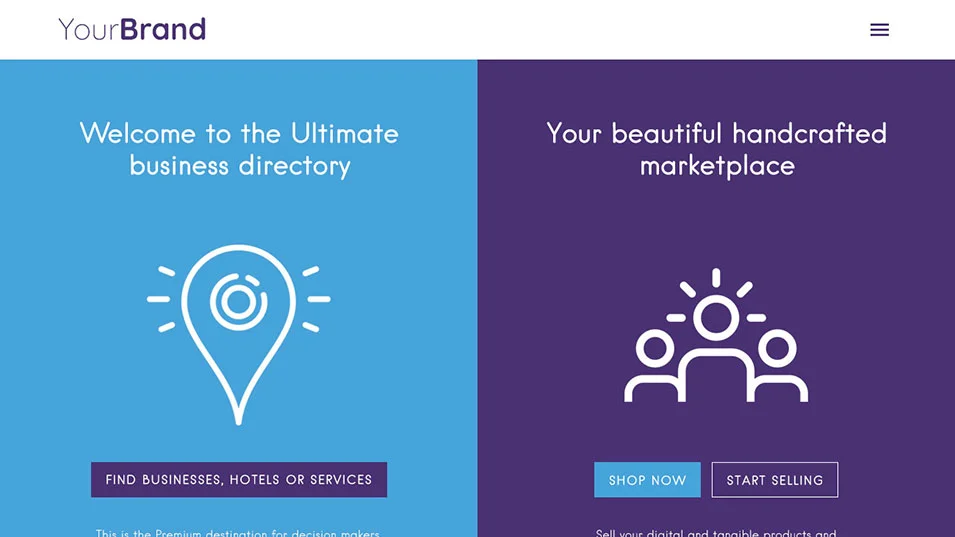 YourBrand
Welcome to the Ultimate
business directory
FIND BUSINESSES, HOTELS OR SERVICES
This is the Premium destination for decision makers
Your beautiful handcrafted
marketplace
SHOP NOW
START SELLING
Sell your digital and tangible products and